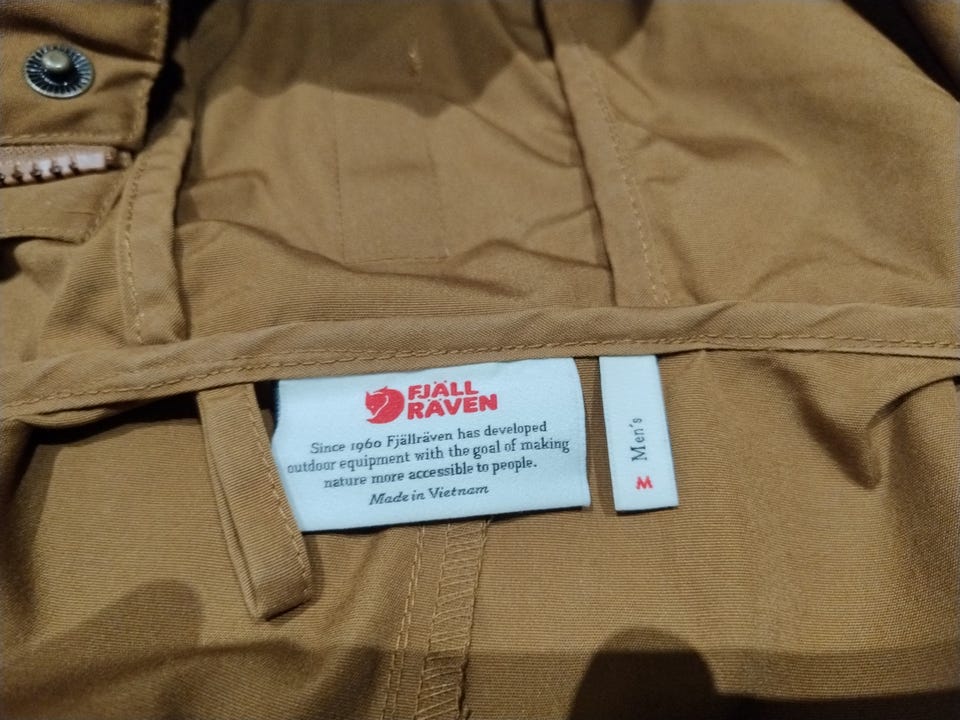 FJÄLL
RÄVEN
Since 1960 Fjällräven has developed
outdoor equipment with the goal of making
nature more accessible to people.
Made in Vietnam
Men's
M